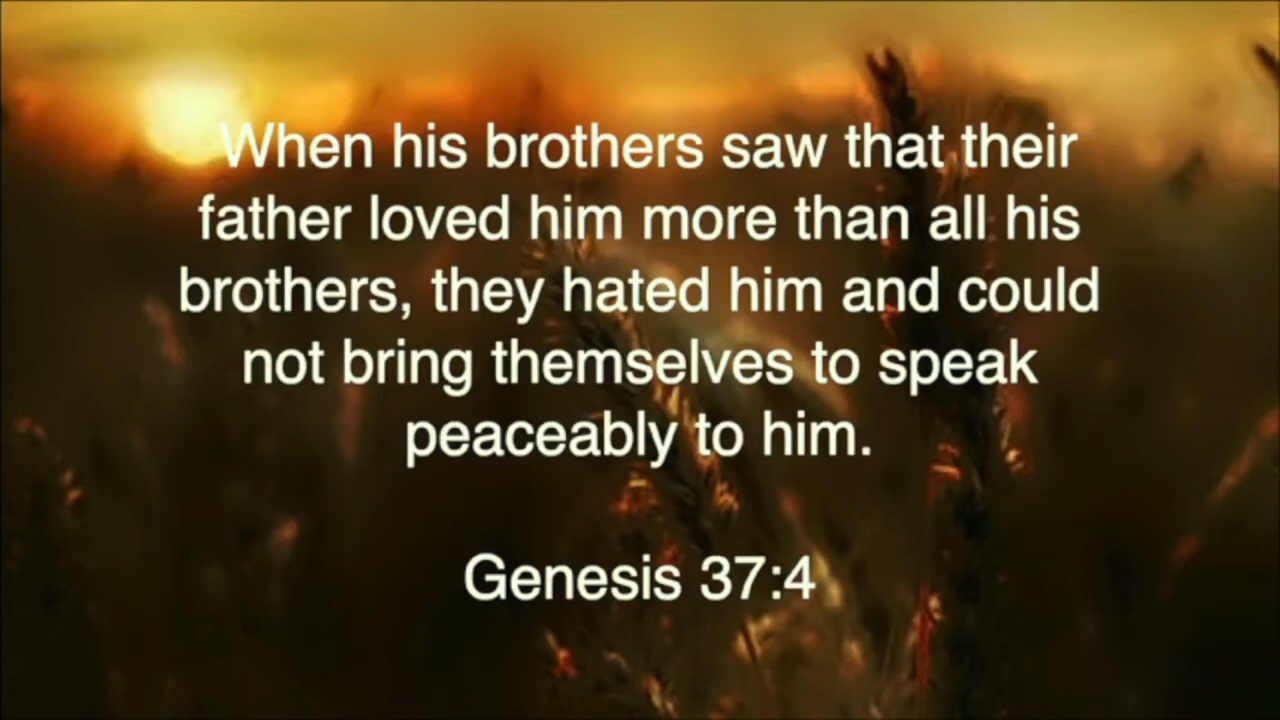 When his brothers saw that their
father loved him more than all his
brothers, they hated him and could
not bring themselves to speak
peaceably to him.
Genesis 37:4